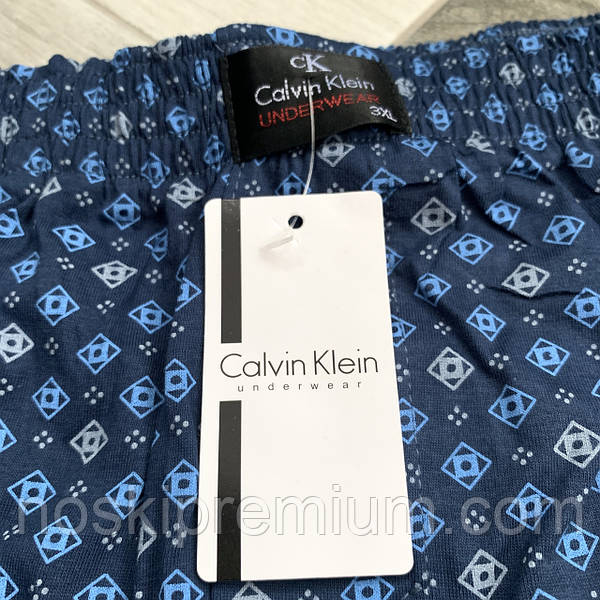 cK
Calvin Klein
UNDERWEAR
3XL
Calvin Klein
underwear
noskipremium.com